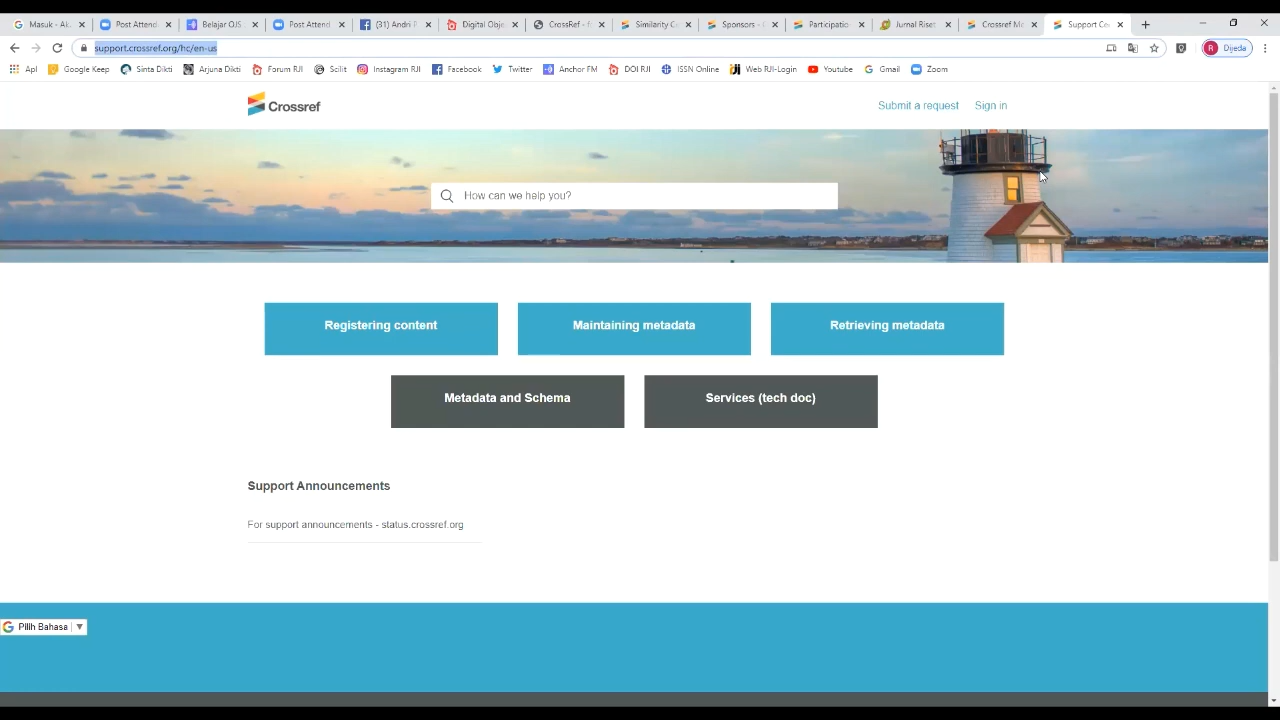 Masuk - Ak
Post Attend
Belajar OJS
Post Attend
(31) Andri P
Digital Obje
CrossRef - f
Similarity C
Sponsors - C
Participatio
Jurnal Riset
Crossref Me
Support Ce
support.crossref.org/hc/en-us
R Dijeda
Apl
Google Keep
Sinta Dikti
Arjuna Dikti
Forum RJI
Scilit
Instagram RJI
Facebook
Twitter
Anchor FM
DOI RJI
ISSN Online
Web RJI-Login
Youtube
Gmail
Zoom
Crossref
Submit a request
Sign in
How can we help you?
Registering content
Maintaining metadata
Retrieving metadata
Metadata and Schema
Services (tech doc)
Support Announcements
For support announcements - status.crossref.org
Pilih Bahasa